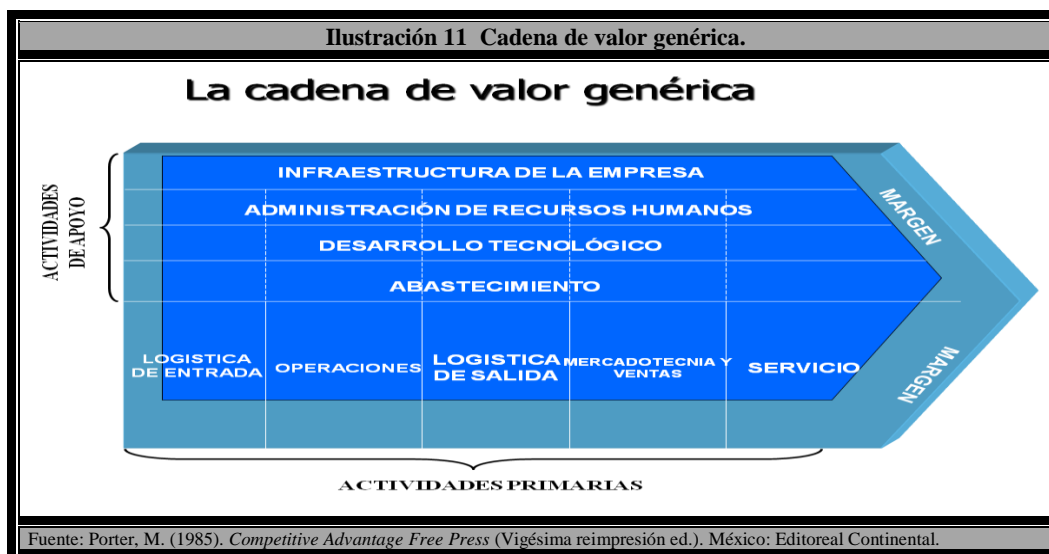 Ilustración 11 Cadena de valor genérica.
La cadena de valor genérica
ACTIVIDADES
DE APOYO
INFRAESTRUCTURA DE LA EMPRESA
ADMINISTRACIÓN DE RECURSOS HUMANOS
DESARROLLO TECNOLÓGICO
ABASTECIMIENTO
MARGEN
LOGISTICA
DE ENTRADA
OPERACIONES
LOGISTICA
DE SALIDA
MERCADOTECNIA Y
VENTAS
SERVICIO
MARGEN
ACTIVIDADES PRIMARIAS
Fuente: Porter, M. (1985). Competitive Advantage Free Press (Vigésima reimpresión ed.). México: Editoreal Continental.